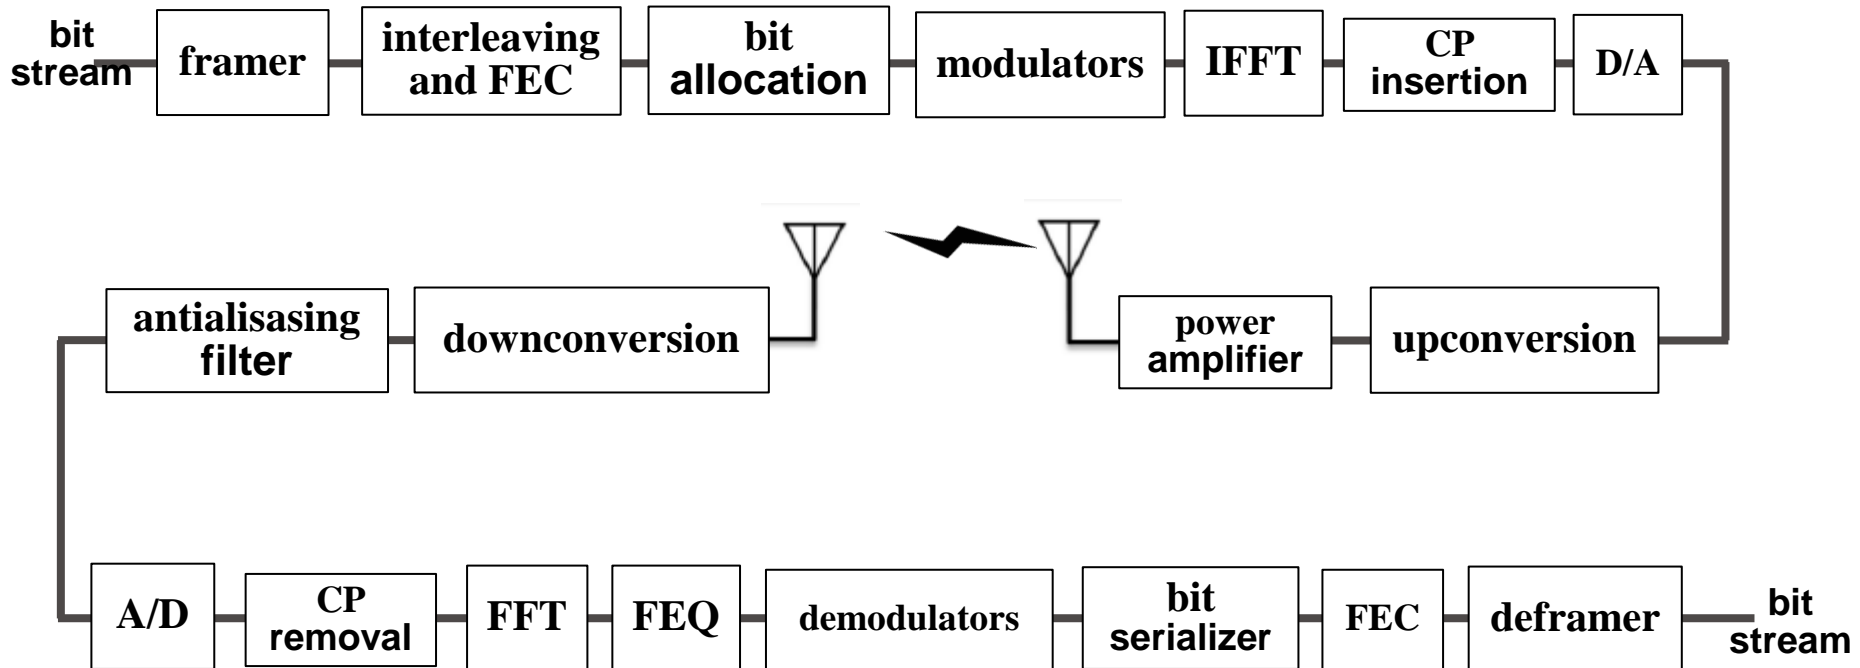 bit
stream
framer
interleaving
and FEC
bit
allocation
modulators
IFFT
CP
insertion
D/A
antialisasing
filter
downconversion
power
amplifier
upconversion
A/D
CP
removal
FFT
FEQ
demodulators
bit
serializer
FEC
deframer
bit
stream